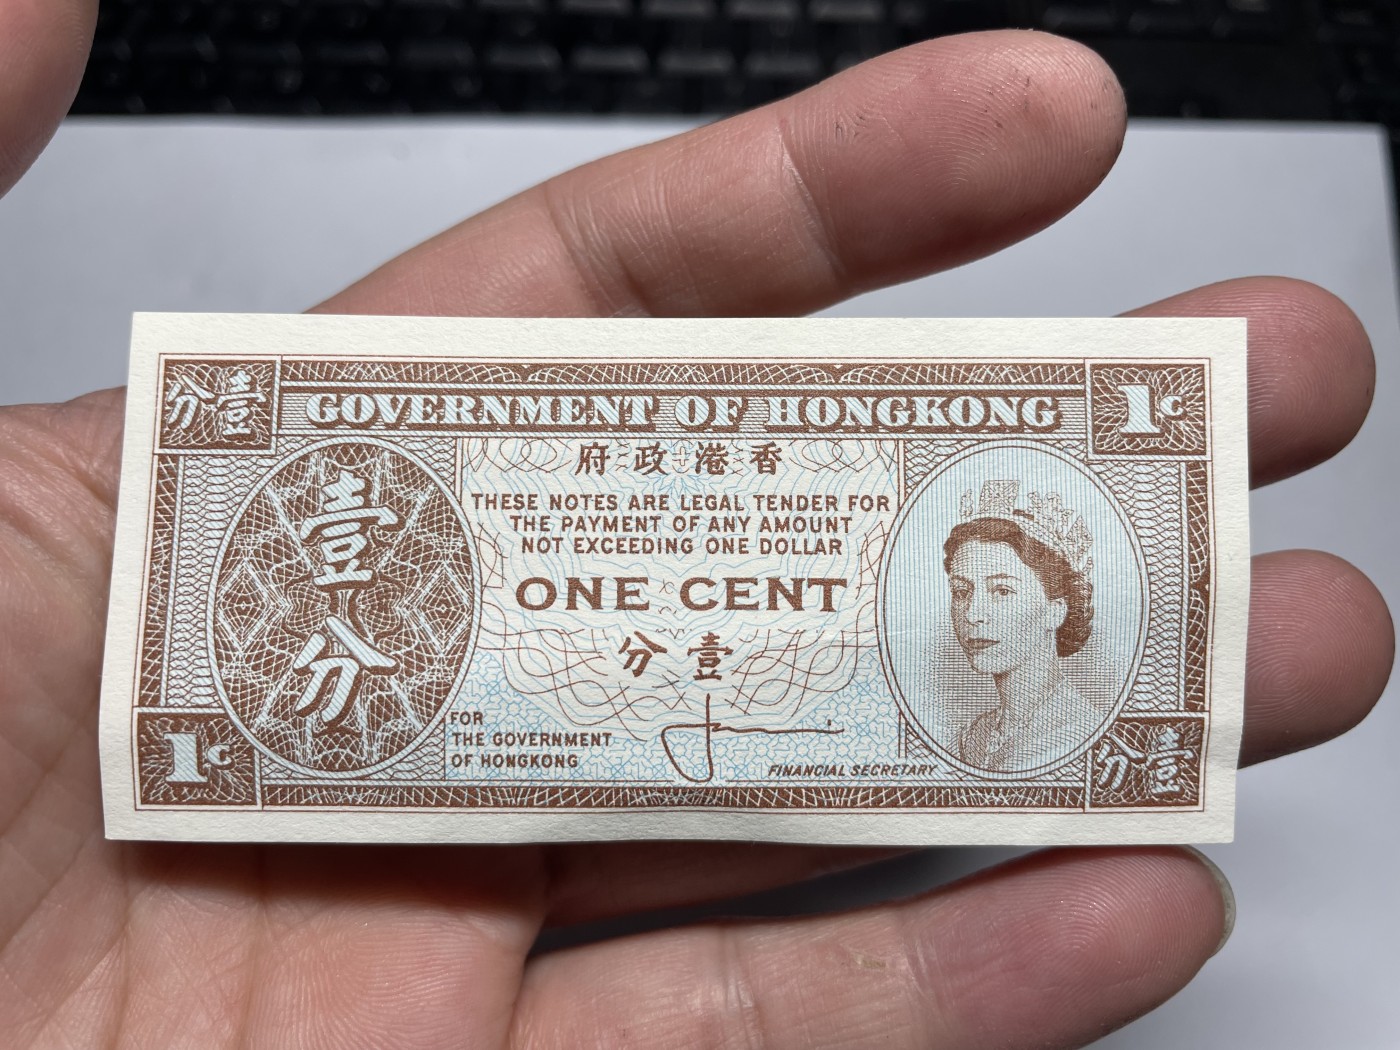 分壹
GOVERNMENT OF HONGKONG
1c
府政港香
THESE NOTES ARE LEGAL TENDER FOR
THE PAYMENT OF ANY AMOUNT
NOT EXCEEDING ONE DOLLAR
壹
分
ONE CENT
分壹
FOR
THE GOVERNMENT
OF HONGKONG
FINANCIAL SECRETARY
1c
分壹